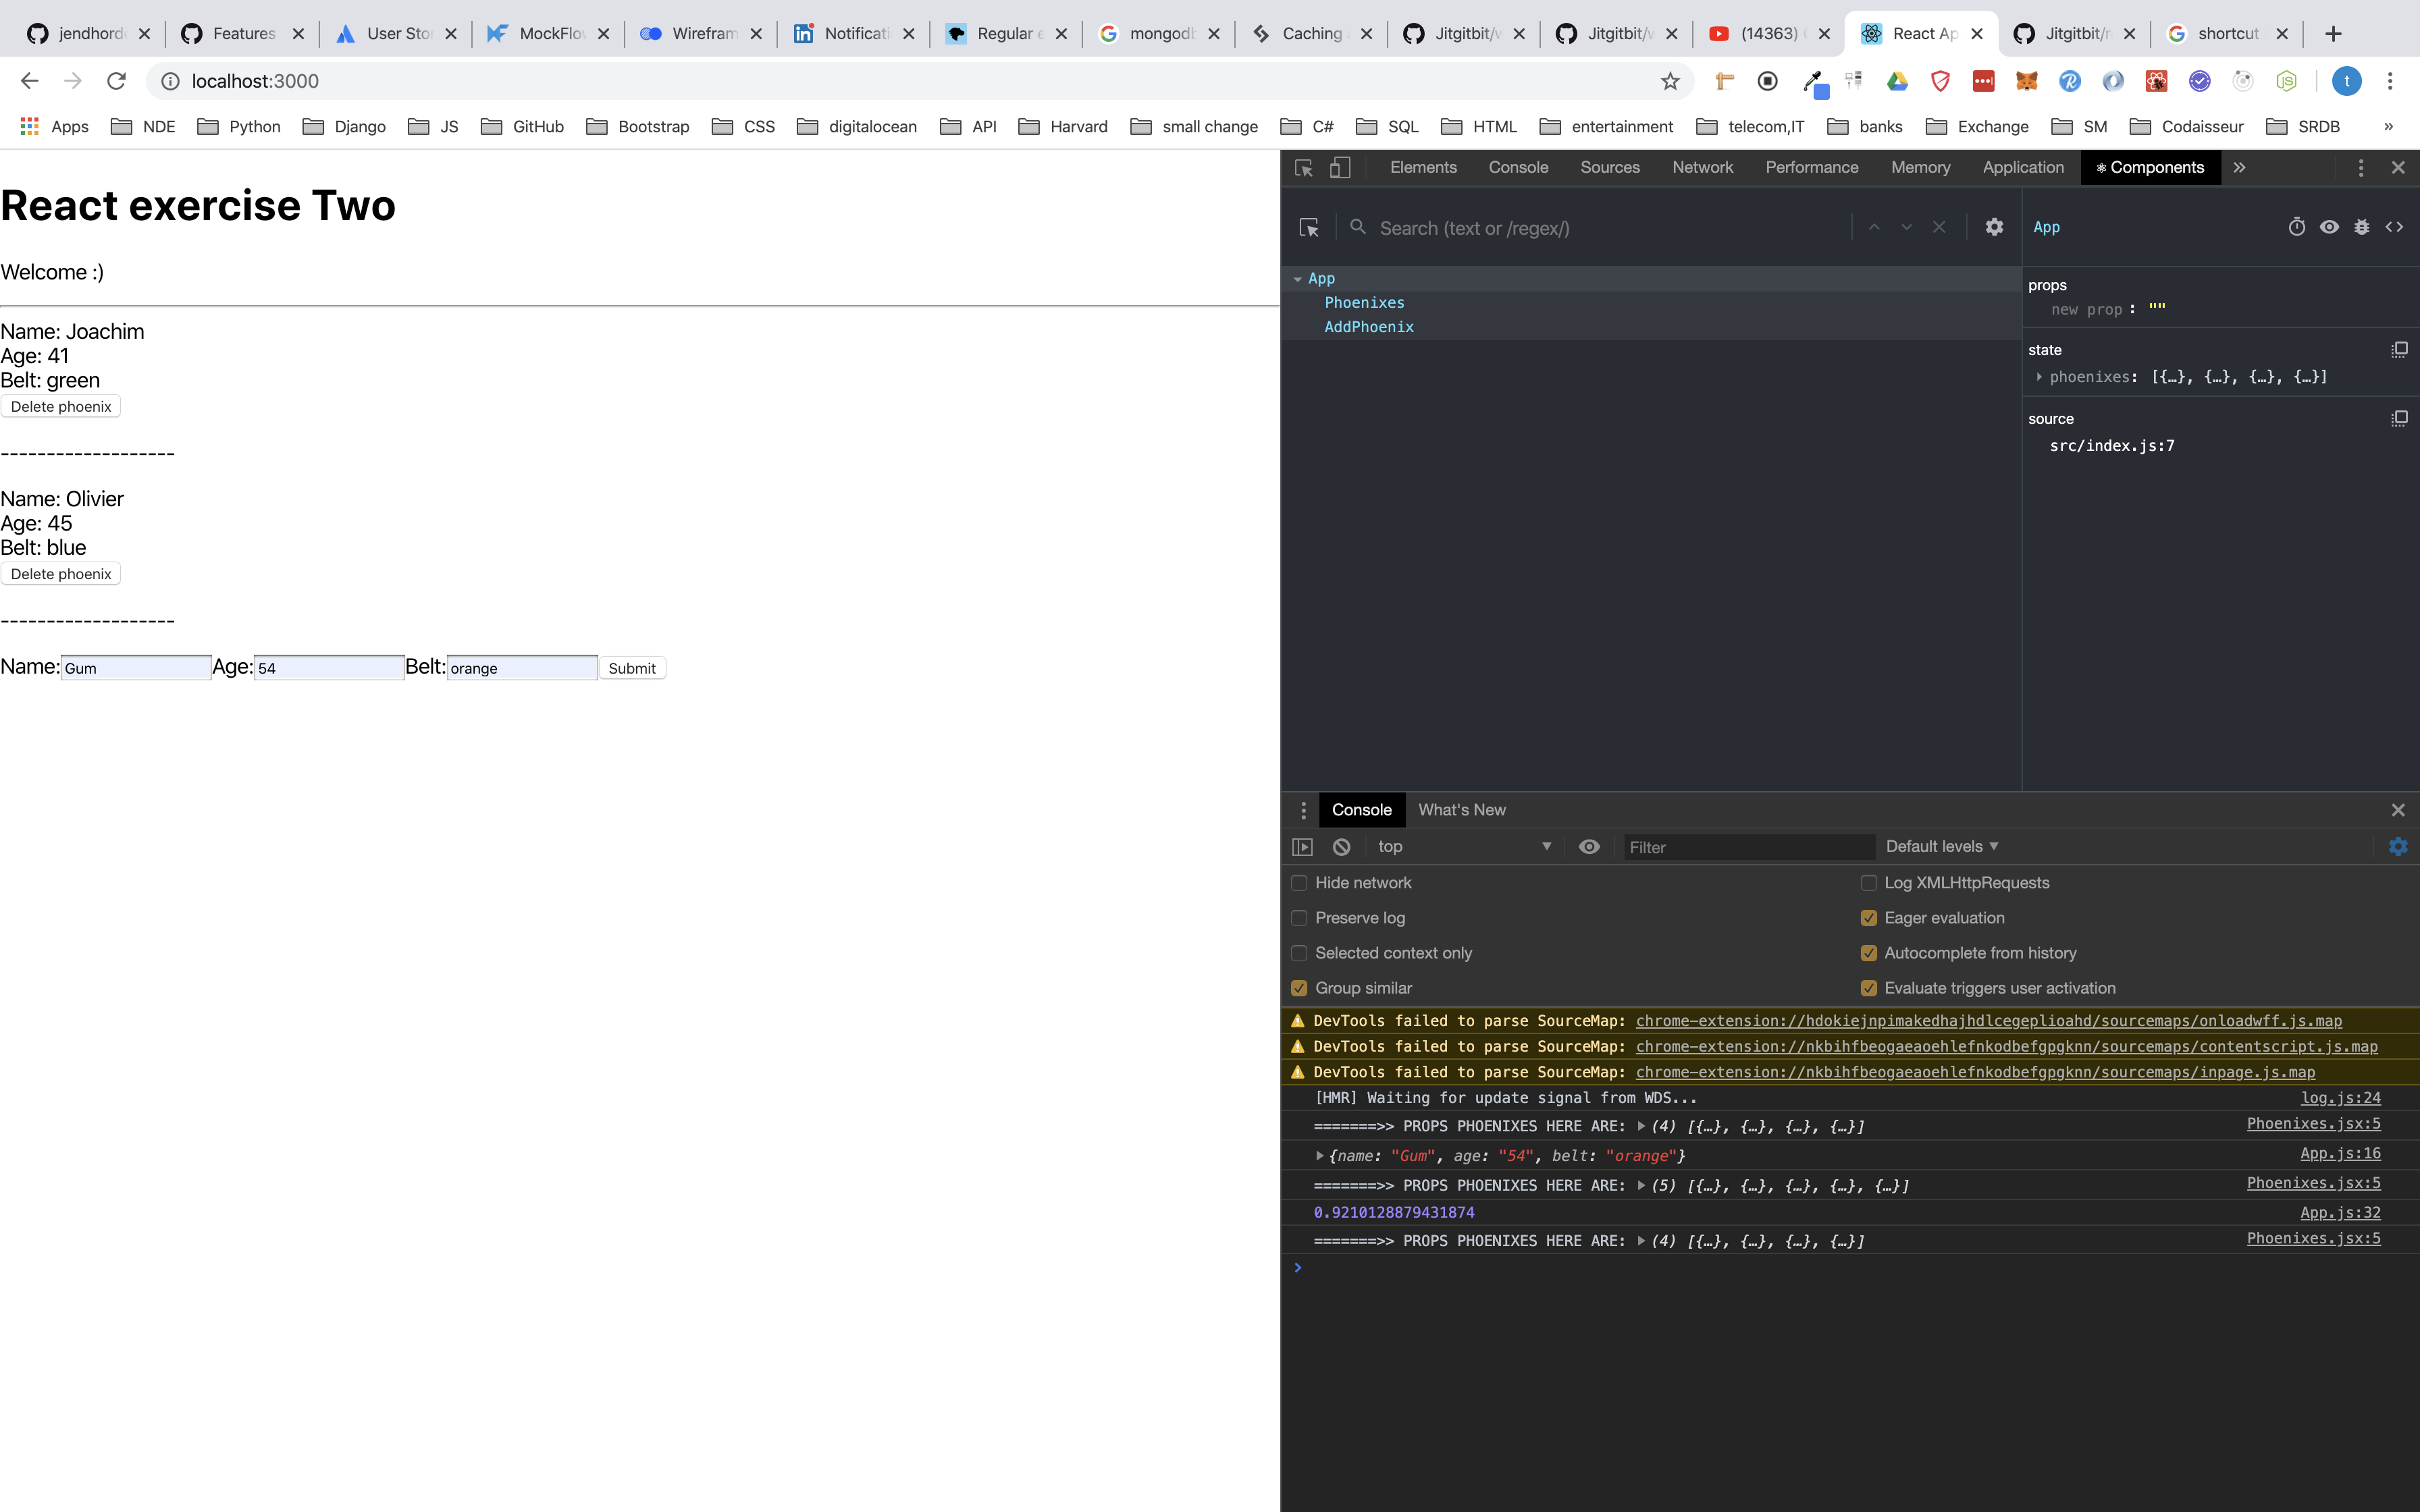 jendhord
Features
User Sto
MockFlo
Wirefram
Notificati
Regular e
mongodb
Caching
Jitgitbit/w
Jitgitbit/w
(14363)
React Ap
Jitgitbit/r
shortcut
localhost:3000
t
Apps
NDE
Python
Django
JS
GitHub
Bootstrap
CSS
digitalocean
API
Harvard
small change
C#
SQL
HTML
entertainment
telecom,IT
banks
Exchange
SM
Codaisseur
SRDB
»
React exercise Two
Welcome :)
Name: Joachim
Age: 41
Belt: green
Delete phoenix
-------------------
Name: Olivier
Age: 45
Belt: blue
Delete phoenix
-------------------
Name: Gum Age: 54 Belt: orange Submit
Elements Console Sources Network Performance Memory Application Components »
Search (text or /regex/)
App
Phoenixes
AddPhoenix
App
props
new prop : ""
state
phoenixes: [{…}, {…}, {…}, {…}]
source
src/index.js:7
Console What's New
top Filter Default levels
Hide network
Log XMLHttpRequests
Preserve log
Eager evaluation
Selected context only
Autocomplete from history
Group similar
Evaluate triggers user activation
DevTools failed to parse SourceMap: chrome-extension://hdokiejnpimakedhajhdlcegeplioahd/sourcemaps/onloadwff.js.map
DevTools failed to parse SourceMap: chrome-extension://nkbihfbeogaeaoehlefnkodbefgpgknn/sourcemaps/contentscript.js.map
DevTools failed to parse SourceMap: chrome-extension://nkbihfbeogaeaoehlefnkodbefgpgknn/sourcemaps/inpage.js.map
[HMR] Waiting for update signal from WDS... log.js:24
=======>> PROPS PHOENIXES HERE ARE: (4) [{…}, {…}, {…}, {…}] Phoenixes.jsx:5
{name: "Gum", age: "54", belt: "orange"} App.js:16
=======>> PROPS PHOENIXES HERE ARE: (5) [{…}, {…}, {…}, {…}, {…}] Phoenixes.jsx:5
0.9210128879431874 App.js:32
=======>> PROPS PHOENIXES HERE ARE: (4) [{…}, {…}, {…}, {…}] Phoenixes.jsx:5